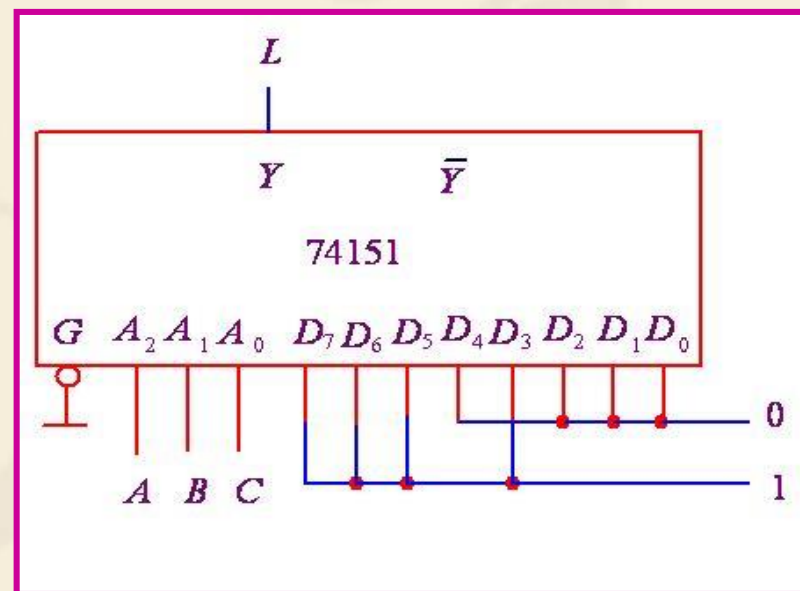 L
Y Y̅
74151
G A₂ A₁ A₀ D₇ D₆ D₅ D₄ D₃ D₂ D₁ D₀
0
1
A B C